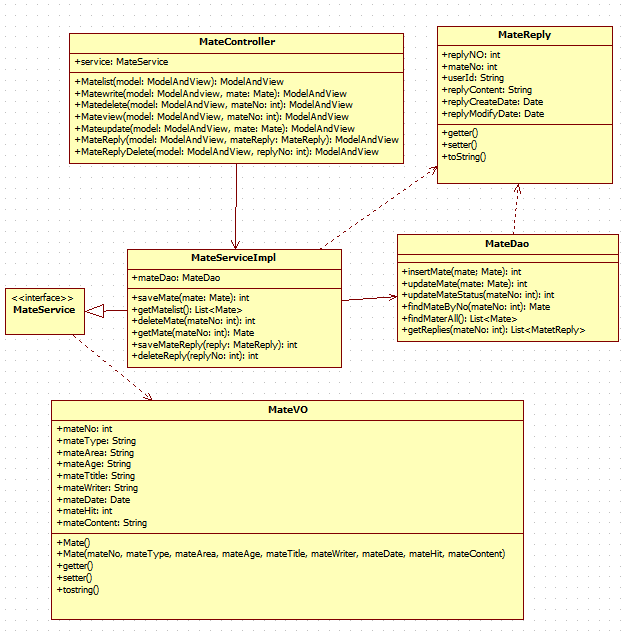 MateController
+service: MateService
+Matelist(model: ModelAndView): ModelAndView
+Matewrite(model: ModelAndView, mate: Mate): ModelAndView
+Matedelete(model: ModelAndView, mateNo: int): ModelAndView
+Mateview(model: ModelAndView, mateNo: int): ModelAndView
+Mateupdate(model: ModelAndView, mate: Mate): ModelAndView
+MateReply(model: ModelAndView, mateReply: MateReply): ModelAndView
+MateReplyDelete(model: ModelAndView, replyNo: int): ModelAndView
MateReply
+replyNO: int
+mateNo: int
+userId: String
+replyContent: String
+replyCreateDate: Date
+replyModifyDate: Date
+getter()
+setter()
+toString()
MateServiceImpl
+mateDao: MateDao
+saveMate(mate: Mate): int
+getMatelist(): List<Mate>
+deleteMate(mateNo: int): int
+getMate(mateNo: int): Mate
+saveMateReply(reply: MateReply): int
+deleteReply(replyNo: int): int
MateDao
+insertMate(mate; Mate): int
+updateMate(mate: Mate): int
+updateMateStatus(mateNo: int): int
+findMateByNo(mateNo: int): Mate
+findMaterAll(): List<Mate>
+getReplies(mateNo: int): List<MatetReply>
<<interface>>
MateService
MateVO
+mateNo: int
+mateType: String
+mateArea: String
+mateAge: String
+mateTtitle: String
+mateWriter: String
+mateDate: Date
+mateHit: int
+mateContent: String
+Mate()
+Mate(mateNo, mateType, mateArea, mateAge, mateTitle, mateWriter, mateDate, mateHit, mateContent)
+getter()
+setter()
+tostring()